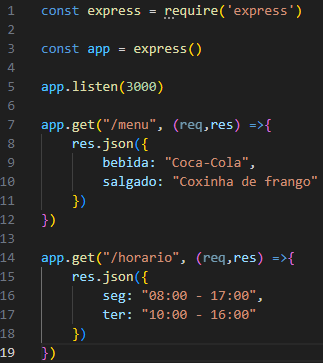 1 const express = require('express')
2
3 const app = express()
4
5 app.listen(3000)
6
7 app.get("/menu", (req,res) =>{
8     res.json({
9         bebida: "Coca-Cola",
10         salgado: "Coxinha de frango"
11     })
12 })
13
14 app.get("/horario", (req,res) =>{
15     res.json({
16         seg: "08:00 - 17:00",
17         ter: "10:00 - 16:00"
18     })
19 })